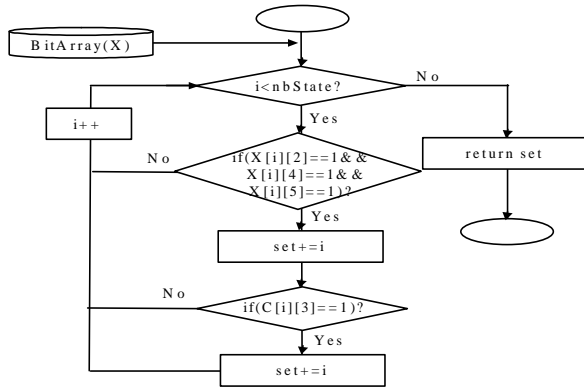 BitArray(X)
i<nbState?
No
Yes
i++
No
if(X[i][2]==1&&
X[i][4]==1&&
X[i][5]==1)?
return set
Yes
set+=i
No
if(C[i][3]==1)?
Yes
set+=i